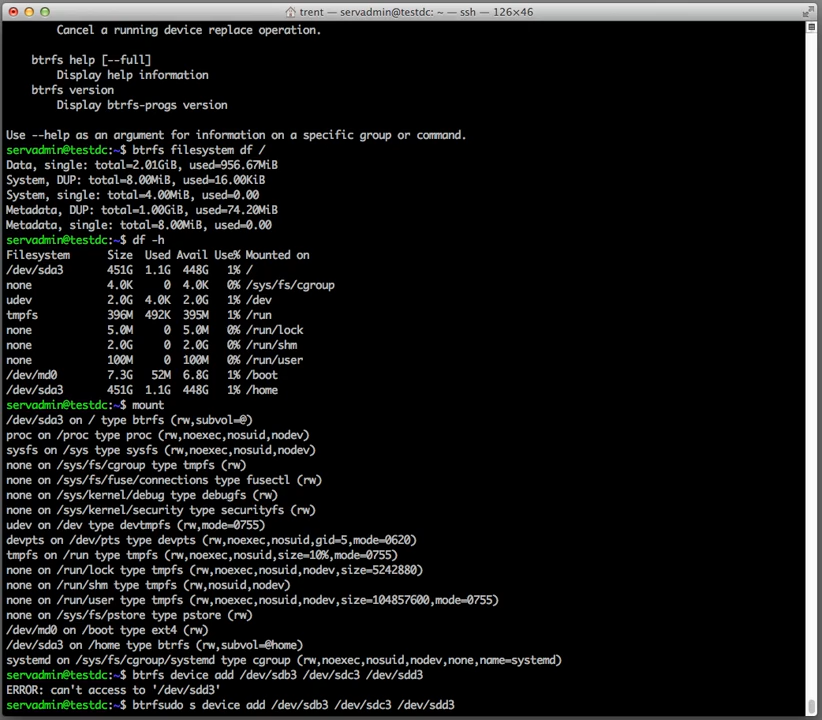 trent — servadmin@testdc: ~ — ssh — 126×46
Cancel a running device replace operation.
btrfs help [--full]
Display help information
btrfs version
Display btrfs-progs version
Use --help as an argument for information on a specific group or command.
servadmin@testdc:~$ btrfs filesystem df /
Data, single: total=2.01GiB, used=956.67MiB
System, DUP: total=8.00MiB, used=16.00KiB
System, single: total=4.00MiB, used=0.00
Metadata, DUP: total=1.00GiB, used=74.20MiB
Metadata, single: total=8.00MiB, used=0.00
servadmin@testdc:~$ df -h
Filesystem Size Used Avail Use% Mounted on
/dev/sda3 451G 1.1G 448G 1% /
none 4.0K 0 4.0K 0% /sys/fs/cgroup
udev 2.0G 4.0K 2.0G 1% /dev
tmpfs 396M 492K 395M 1% /run
none 5.0M 0 5.0M 0% /run/lock
none 2.0G 0 2.0G 0% /run/shm
none 100M 0 100M 0% /run/user
/dev/md0 7.3G 52M 6.8G 1% /boot
/dev/sda3 451G 1.1G 448G 1% /home
servadmin@testdc:~$ mount
/dev/sda3 on / type btrfs (rw,subvol=@)
proc on /proc type proc (rw,noexec,nosuid,nodev)
sysfs on /sys type sysfs (rw,noexec,nosuid,nodev)
none on /sys/fs/cgroup type tmpfs (rw)
none on /sys/fs/fuse/connections type fusectl (rw)
none on /sys/kernel/debug type debugfs (rw)
none on /sys/kernel/security type securityfs (rw)
udev on /dev type devtmpfs (rw,mode=0755)
devpts on /dev/pts type devpts (rw,noexec,nosuid,gid=5,mode=0620)
tmpfs on /run type tmpfs (rw,noexec,nosuid,size=10%,mode=0755)
none on /run/lock type tmpfs (rw,noexec,nosuid,nodev,size=5242880)
none on /run/shm type tmpfs (rw,nosuid,nodev)
none on /run/user type tmpfs (rw,noexec,nosuid,nodev,size=104857600,mode=0755)
none on /sys/fs/pstore type pstore (rw)
/dev/md0 on /boot type ext4 (rw)
/dev/sda3 on /home type btrfs (rw,subvol=@home)
systemd on /sys/fs/cgroup/systemd type cgroup (rw,noexec,nosuid,nodev,none,name=systemd)
servadmin@testdc:~$ btrfs device add /dev/sdb3 /dev/sdc3 /dev/sdd3
ERROR: can't access to '/dev/sdd3'
servadmin@testdc:~$ btrfsudo s device add /dev/sdb3 /dev/sdc3 /dev/sdd3